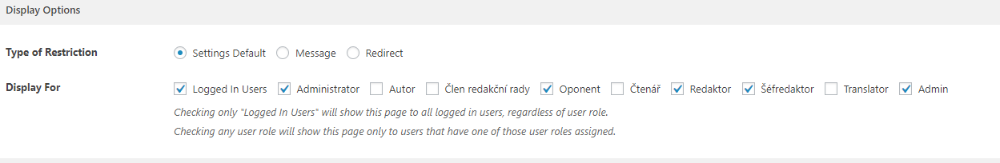 Display Options
Type of Restriction Settings Default Message Redirect
Display For Logged In Users Administrator Autor Člen redakční rady Oponent Čtenář Redaktor Šéfredaktor Translator Admin
Checking only "Logged In Users" will show this page to all logged in users, regardless of user role.
Checking any user role will show this page only to users that have one of those user roles assigned.